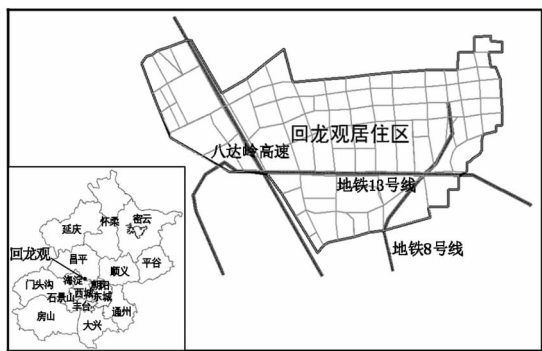 回龙观居住区
八达岭高速
地铁13号线
地铁8号线
怀柔
密云
延庆
回龙观
昌平
顺义
平谷
门头沟
海淀
朝阳
石景山
西城
东城
丰台
通州
房山
大兴